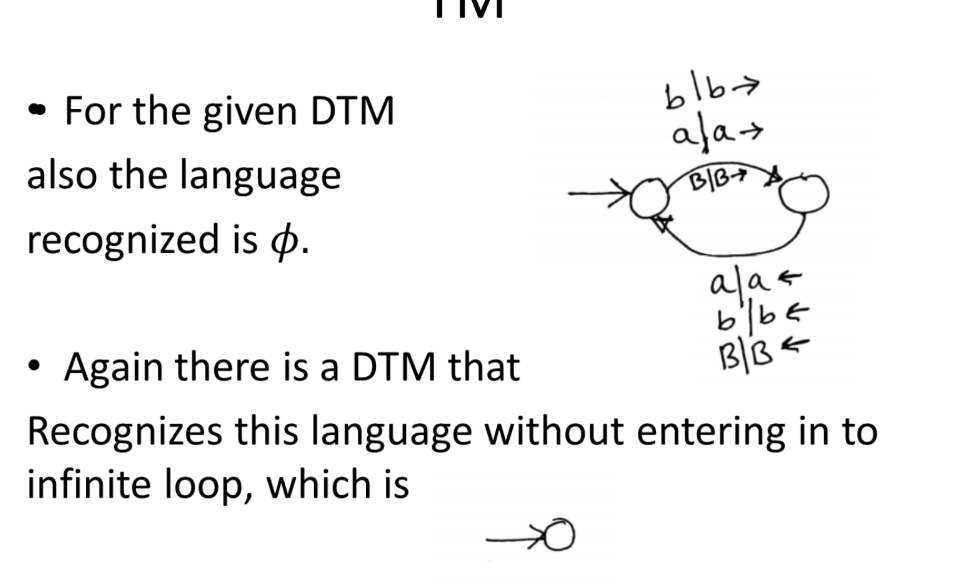 TM
• For the given DTM
also the language
recognized is ϕ.
b|b→
a|a→
B|B→
a|a←
b|b←
B|B←
• Again there is a DTM that
Recognizes this language without entering in to
infinite loop, which is